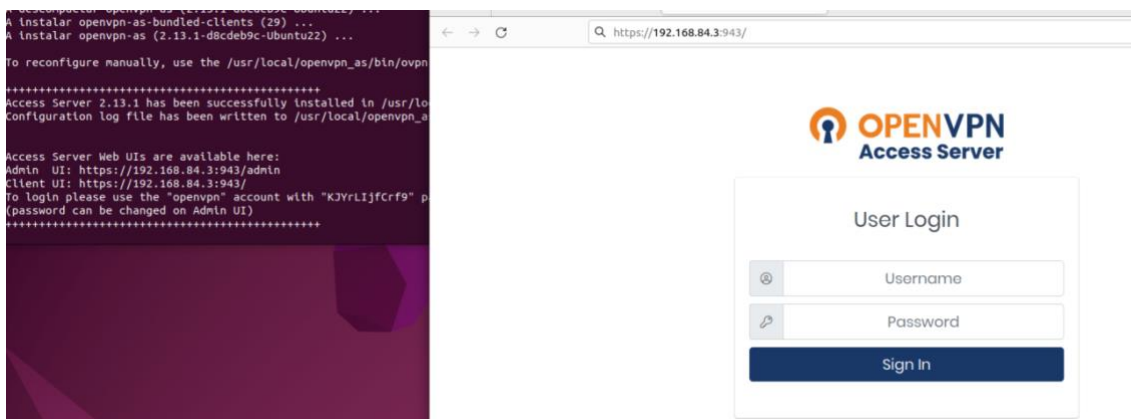 A instalar openvpn-as-bundled-clients (29) ...
A instalar openvpn-as (2.13.1-d8cdeb9c-Ubuntu22) ...
To reconfigure manually, use the /usr/local/openvpn_as/bin/ovpn
++++++++++++++++++++++++++++++++++++++++++++++++
Access Server 2.13.1 has been successfully installed in /usr/lo
Configuration log file has been written to /usr/local/openvpn_a
Access Server Web UIs are available here:
Admin  UI: https://192.168.84.3:943/admin
Client UI: https://192.168.84.3:943/
To login please use the "openvpn" account with "KJYrLIjfCrf9" p
(password can be changed on Admin UI)
++++++++++++++++++++++++++++++++++++++++++++++++
https://192.168.84.3:943/
OPENVPN
Access Server
User Login
Username
Password
Sign In